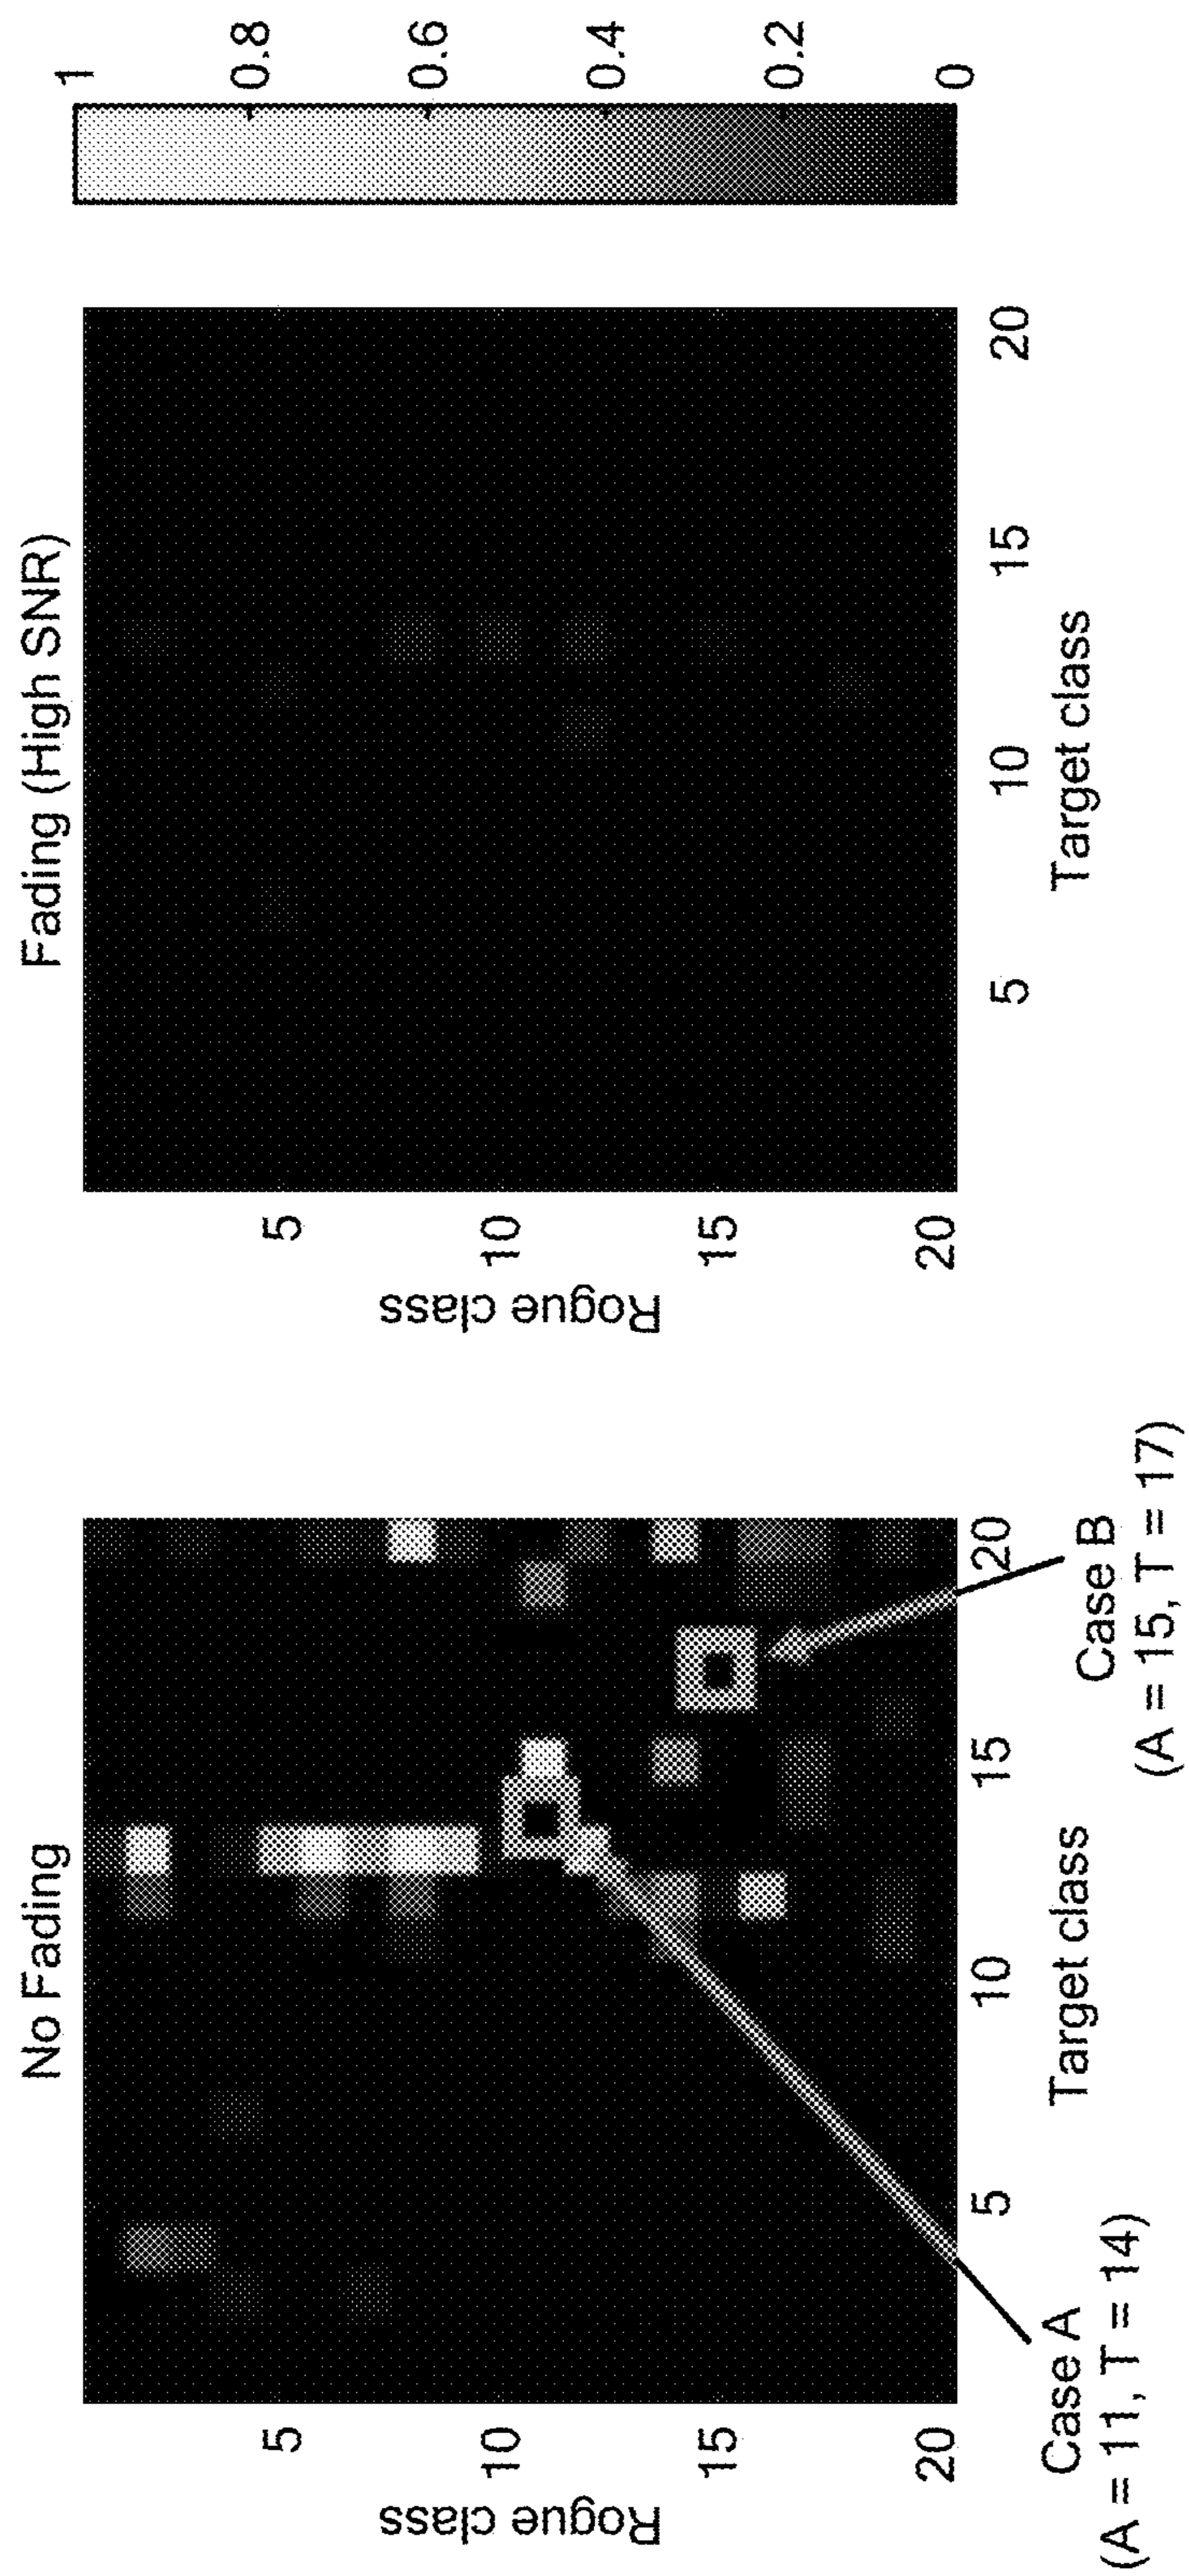 No Fading
Rogue class
5
10
15
20
5
10
15
20
Target class
Case A
(A = 11, T = 14)
Case B
(A = 15, T = 17)
Fading (High SNR)
Rogue class
5
10
15
20
5
10
15
20
Target class
1
0.8
0.6
0.4
0.2
0